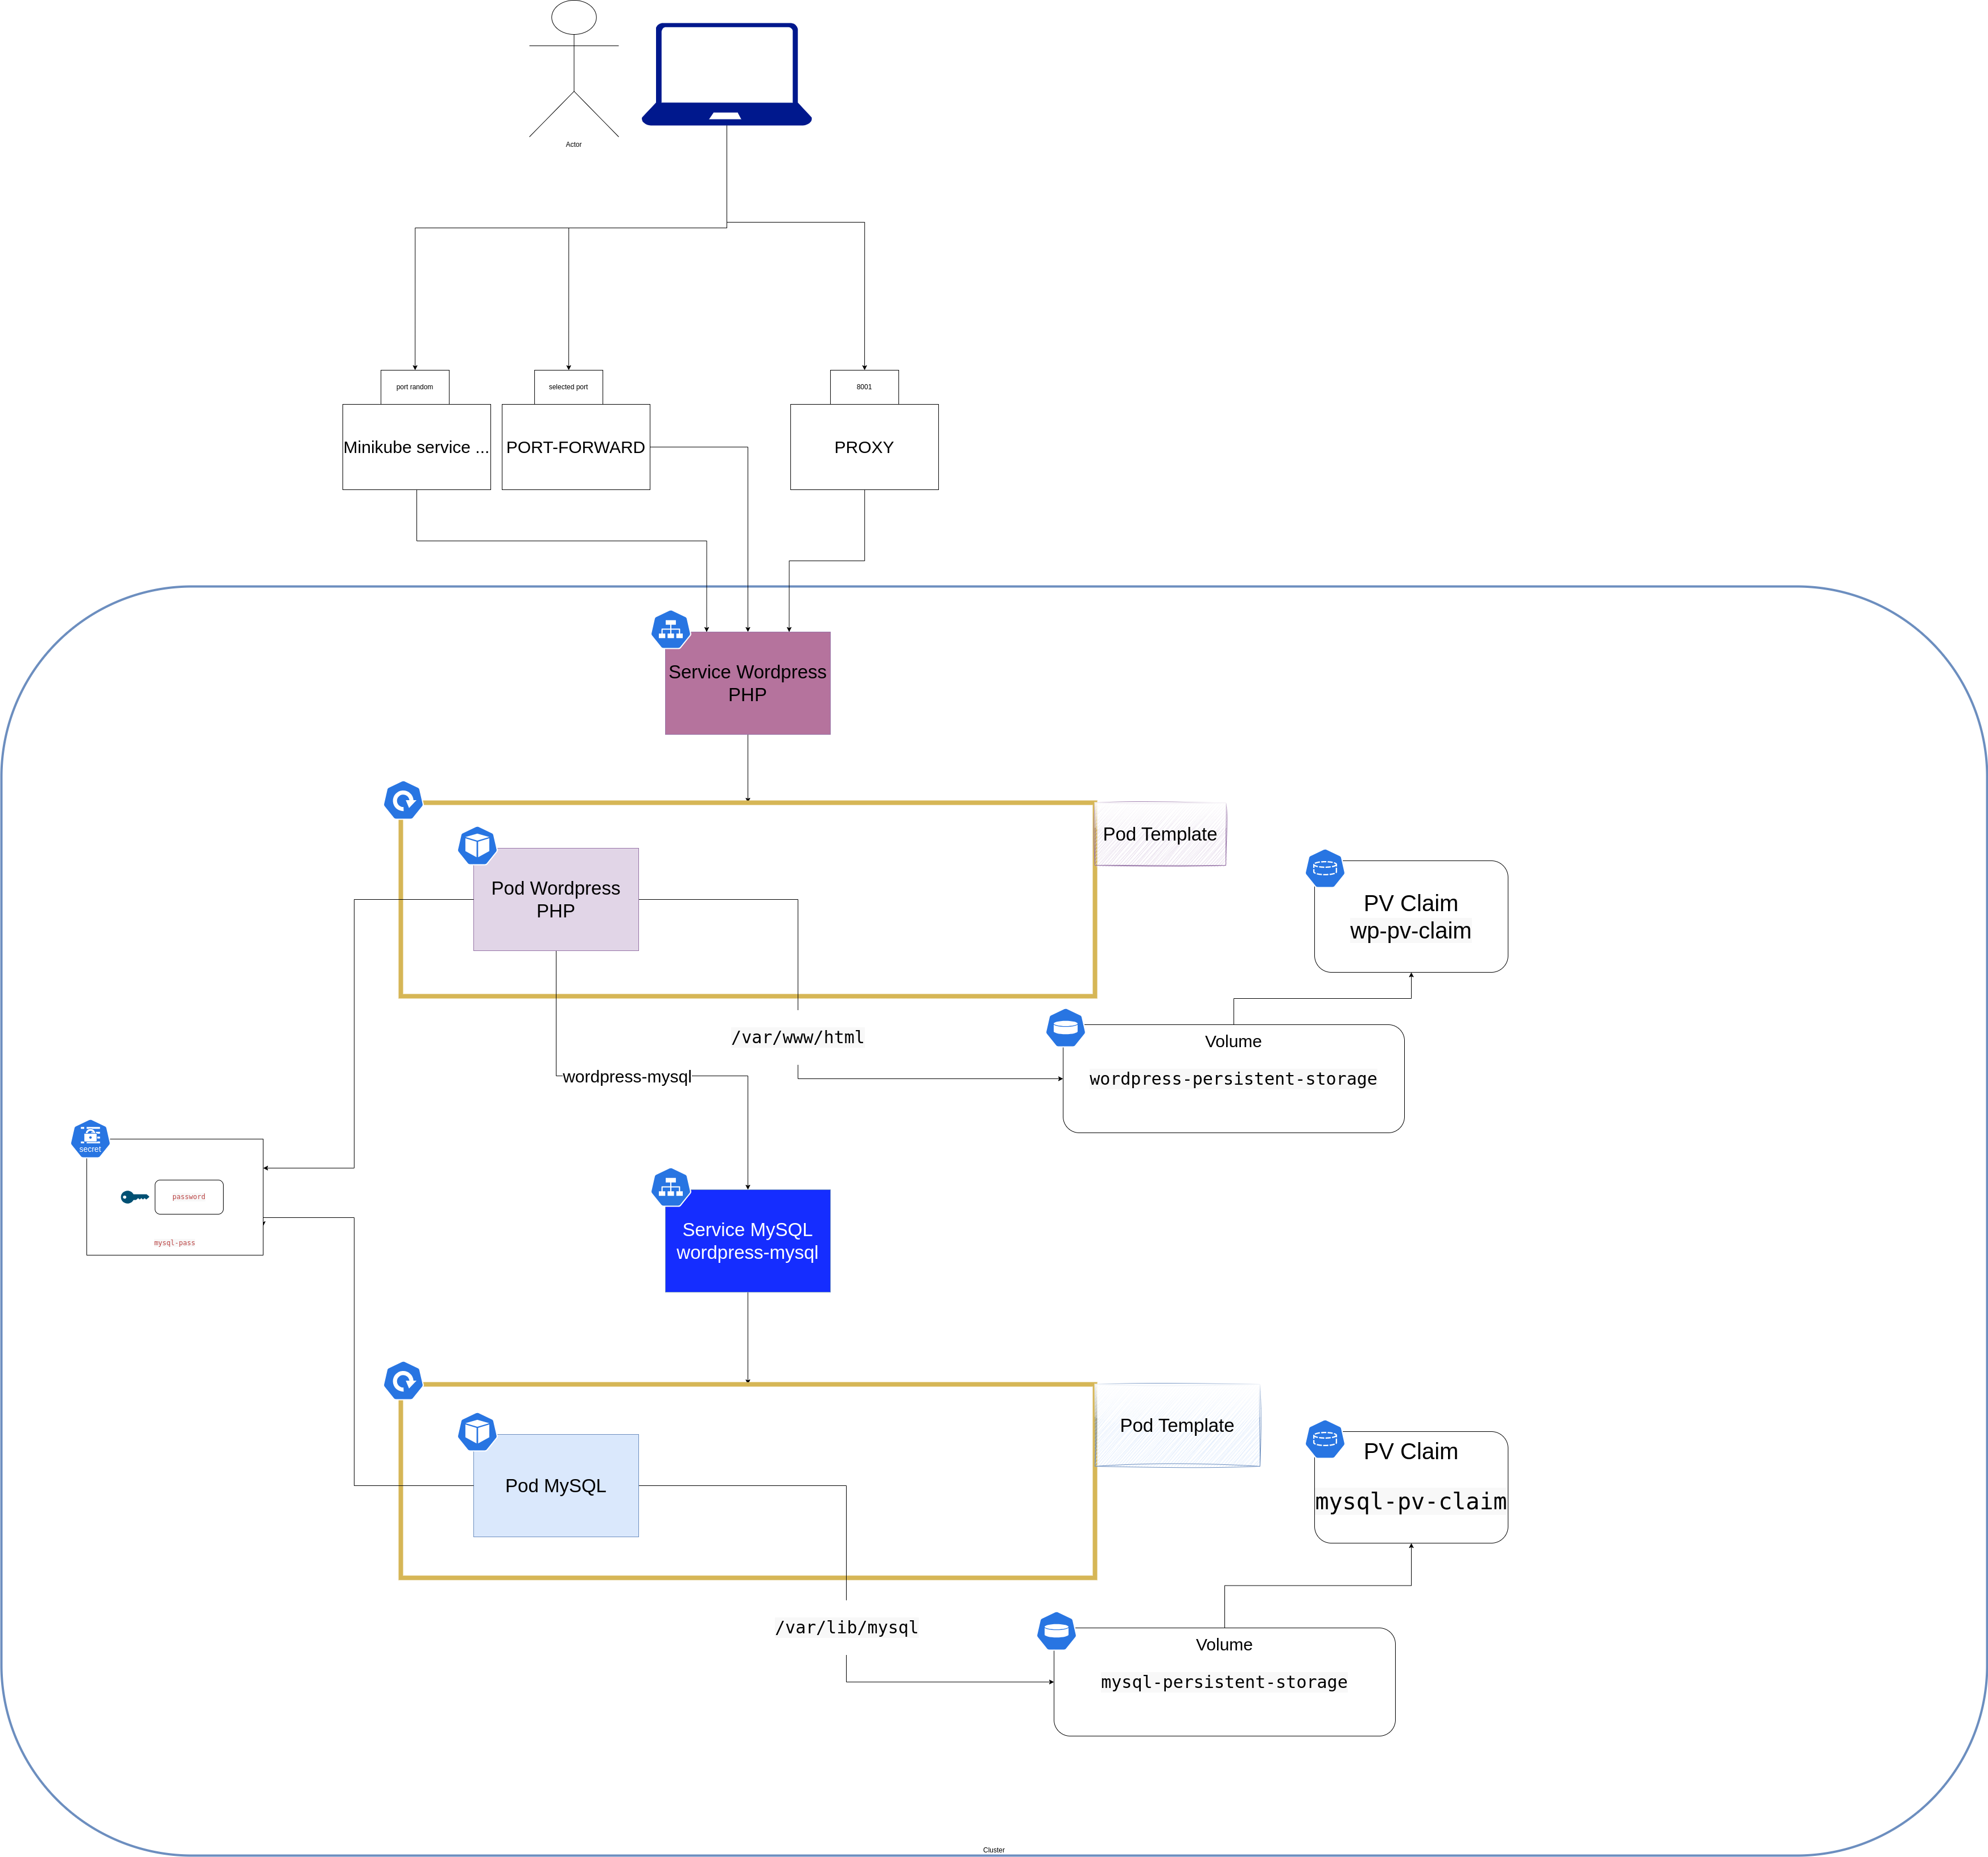 Actor
port random
selected port
8001
Minikube service ...
PORT-FORWARD
PROXY
Service Wordpress
PHP
Pod Template
Pod Wordpress
PHP
PV Claim
wp-pv-claim
/var/www/html
Volume
wordpress-persistent-storage
wordpress-mysql
secret
password
mysql-pass
Service MySQL
wordpress-mysql
Pod Template
Pod MySQL
PV Claim
mysql-pv-claim
/var/lib/mysql
Volume
mysql-persistent-storage
Cluster